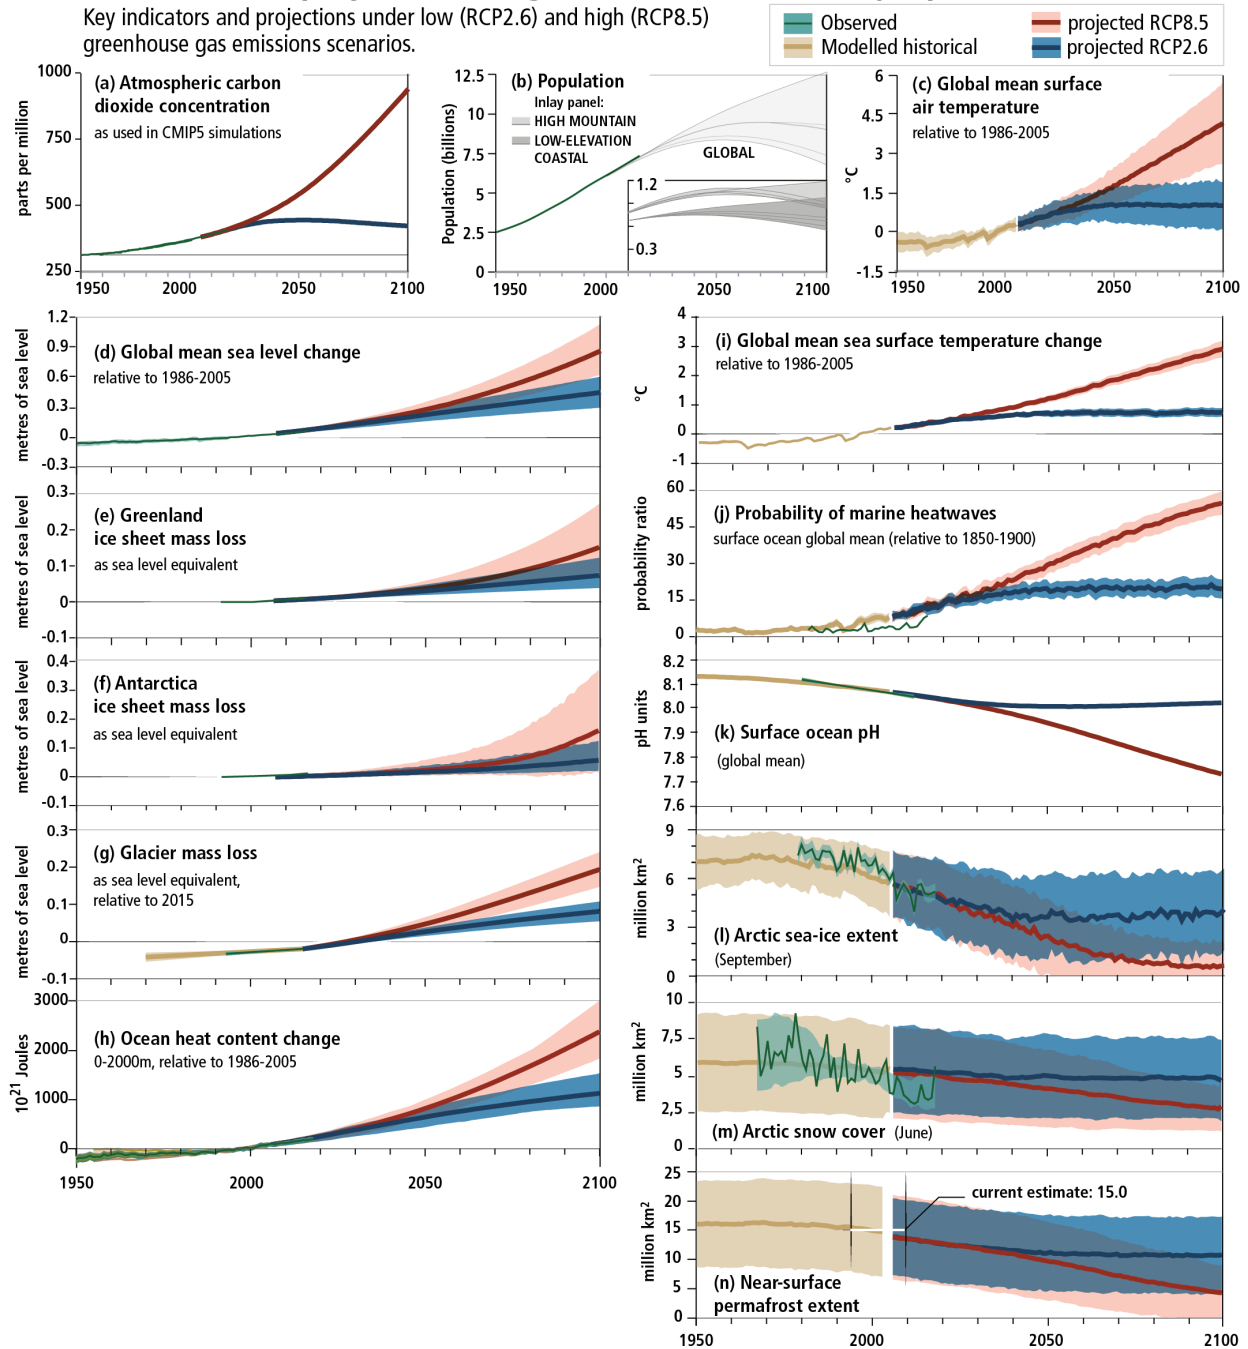 Key indicators and projections under low (RCP2.6) and high (RCP8.5)
greenhouse gas emissions scenarios.
Observed
Modelled historical
projected RCP8.5
projected RCP2.6
(a) Atmospheric carbon
dioxide concentration
as used in CMIP5 simulations
parts per million
1000
750
500
250
1950
2000
2050
2100
(b) Population
Inlay panel:
HIGH MOUNTAIN
LOW-ELEVATION
COASTAL
GLOBAL
Population (billions)
12.5
10
7.5
5
2.5
0
1.2
0.3
1950
2000
2050
2100
(c) Global mean surface
air temperature
relative to 1986-2005
°C
6
4.5
3
1.5
0
-1.5
1950
2000
2050
2100
(d) Global mean sea level change
relative to 1986-2005
metres of sea level
1.2
0.9
0.6
0.3
0
-0.3
(e) Greenland
ice sheet mass loss
as sea level equivalent
metres of sea level
0.3
0.2
0.1
0
-0.1
(f) Antarctica
ice sheet mass loss
as sea level equivalent
metres of sea level
0.4
0.3
0.2
0.1
0
-0.1
(g) Glacier mass loss
as sea level equivalent,
relative to 2015
metres of sea level
0.3
0.2
0.1
0
-0.1
(h) Ocean heat content change
0-2000m, relative to 1986-2005
10²¹ Joules
3000
2000
1000
0
1950
2000
2050
2100
(i) Global mean sea surface temperature change
relative to 1986-2005
°C
4
3
2
1
0
-1
(j) Probability of marine heatwaves
surface ocean global mean (relative to 1850-1900)
probability ratio
60
45
30
15
0
(k) Surface ocean pH
(global mean)
pH units
8.2
8.1
8.0
7.9
7.8
7.7
7.6
(l) Arctic sea-ice extent
(September)
million km²
9
6
3
0
(m) Arctic snow cover (June)
million km²
10
7.5
5
2.5
0
(n) Near-surface
permafrost extent
current estimate: 15.0
million km²
25
20
15
10
5
0
1950
2000
2050
2100